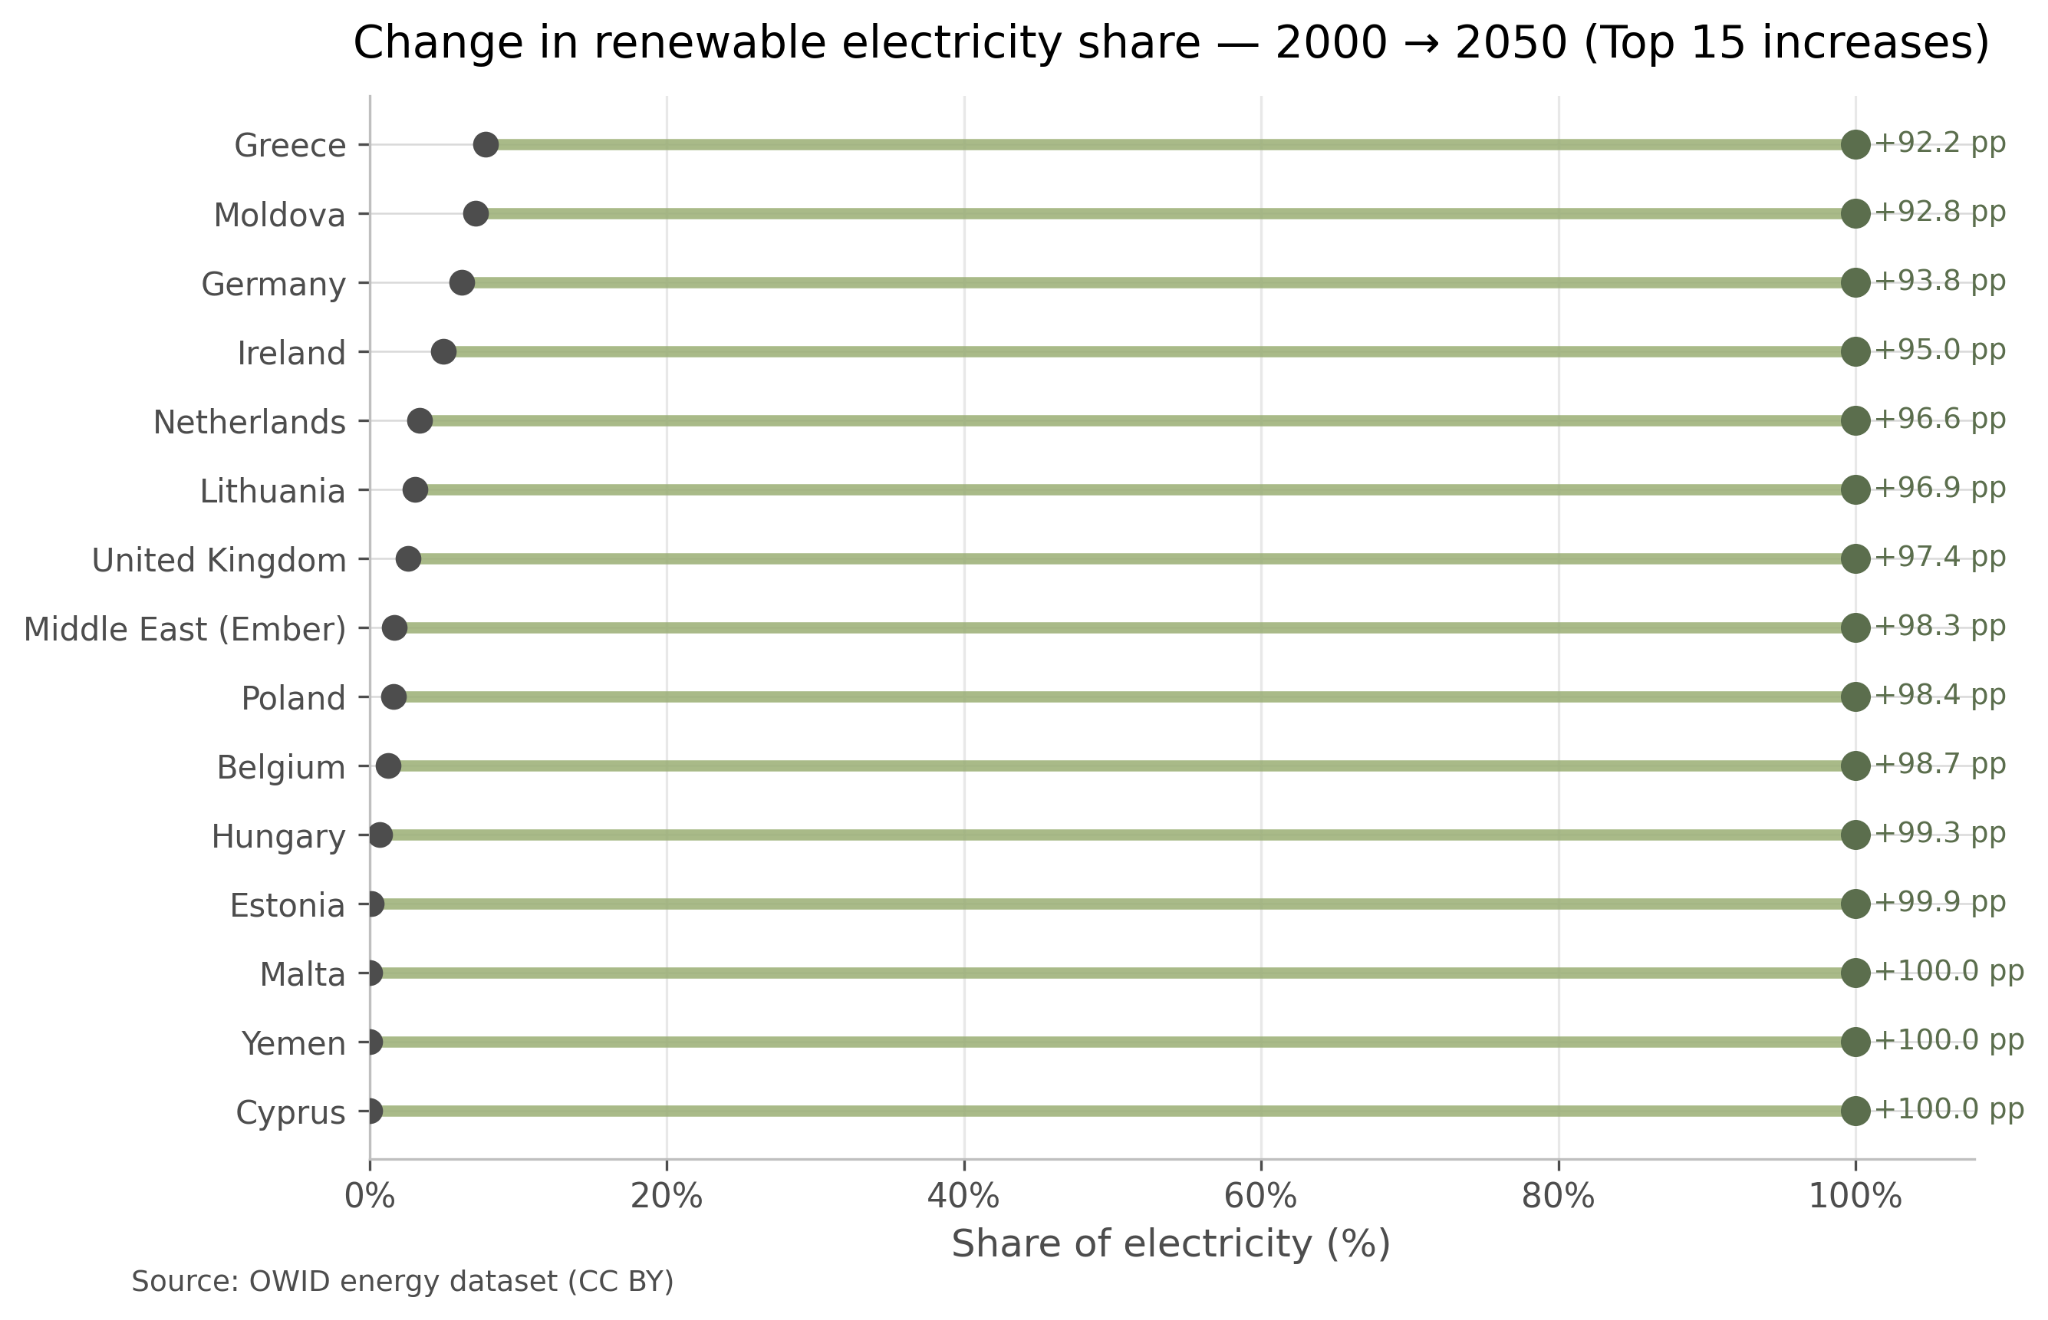 Change in renewable electricity share — 2000 → 2050 (Top 15 increases)
Greece +92.2 pp
Moldova +92.8 pp
Germany +93.8 pp
Ireland +95.0 pp
Netherlands +96.6 pp
Lithuania +96.9 pp
United Kingdom +97.4 pp
Middle East (Ember) +98.3 pp
Poland +98.4 pp
Belgium +98.7 pp
Hungary +99.3 pp
Estonia +99.9 pp
Malta +100.0 pp
Yemen +100.0 pp
Cyprus +100.0 pp
0% 20% 40% 60% 80% 100%
Share of electricity (%)
Source: OWID energy dataset (CC BY)